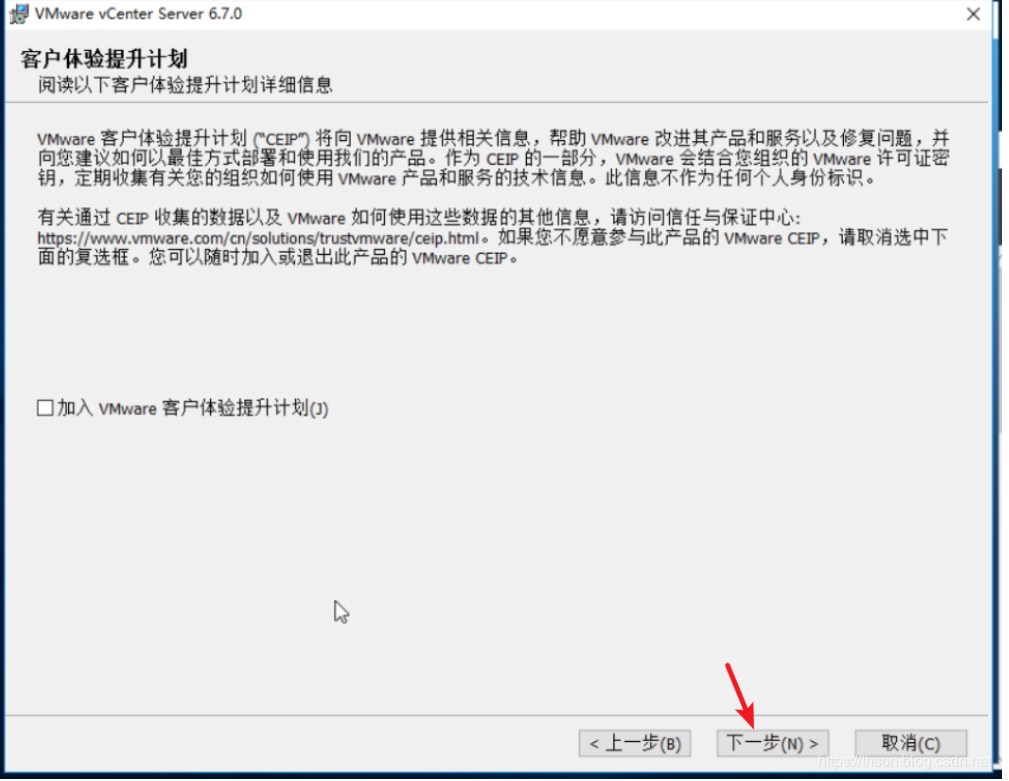 VMware vCenter Server 6.7.0
客户体验提升计划
阅读以下客户体验提升计划详细信息
VMware 客户体验提升计划 ("CEIP") 将向 VMware 提供相关信息，帮助 VMware 改进其产品和服务以及修复问题，并
向您建议如何以最佳方式部署和使用我们的产品。作为 CEIP 的一部分，VMware 会结合您组织的 VMware 许可证密
钥，定期收集有关您的组织如何使用 VMware 产品和服务的技术信息。此信息不作为任何个人身份标识。
有关通过 CEIP 收集的数据以及 VMware 如何使用这些数据的其他信息，请访问信任与保证中心:
https://www.vmware.com/cn/solutions/trustvmware/ceip.html。如果您不愿意参与此产品的 VMware CEIP，请取消选中下
面的复选框。您可以随时加入或退出此产品的 VMware CEIP。
加入 VMware 客户体验提升计划(J)
< 上一步(B) 下一步(N) > 取消(C)
https://lhson.blog.csdn.net